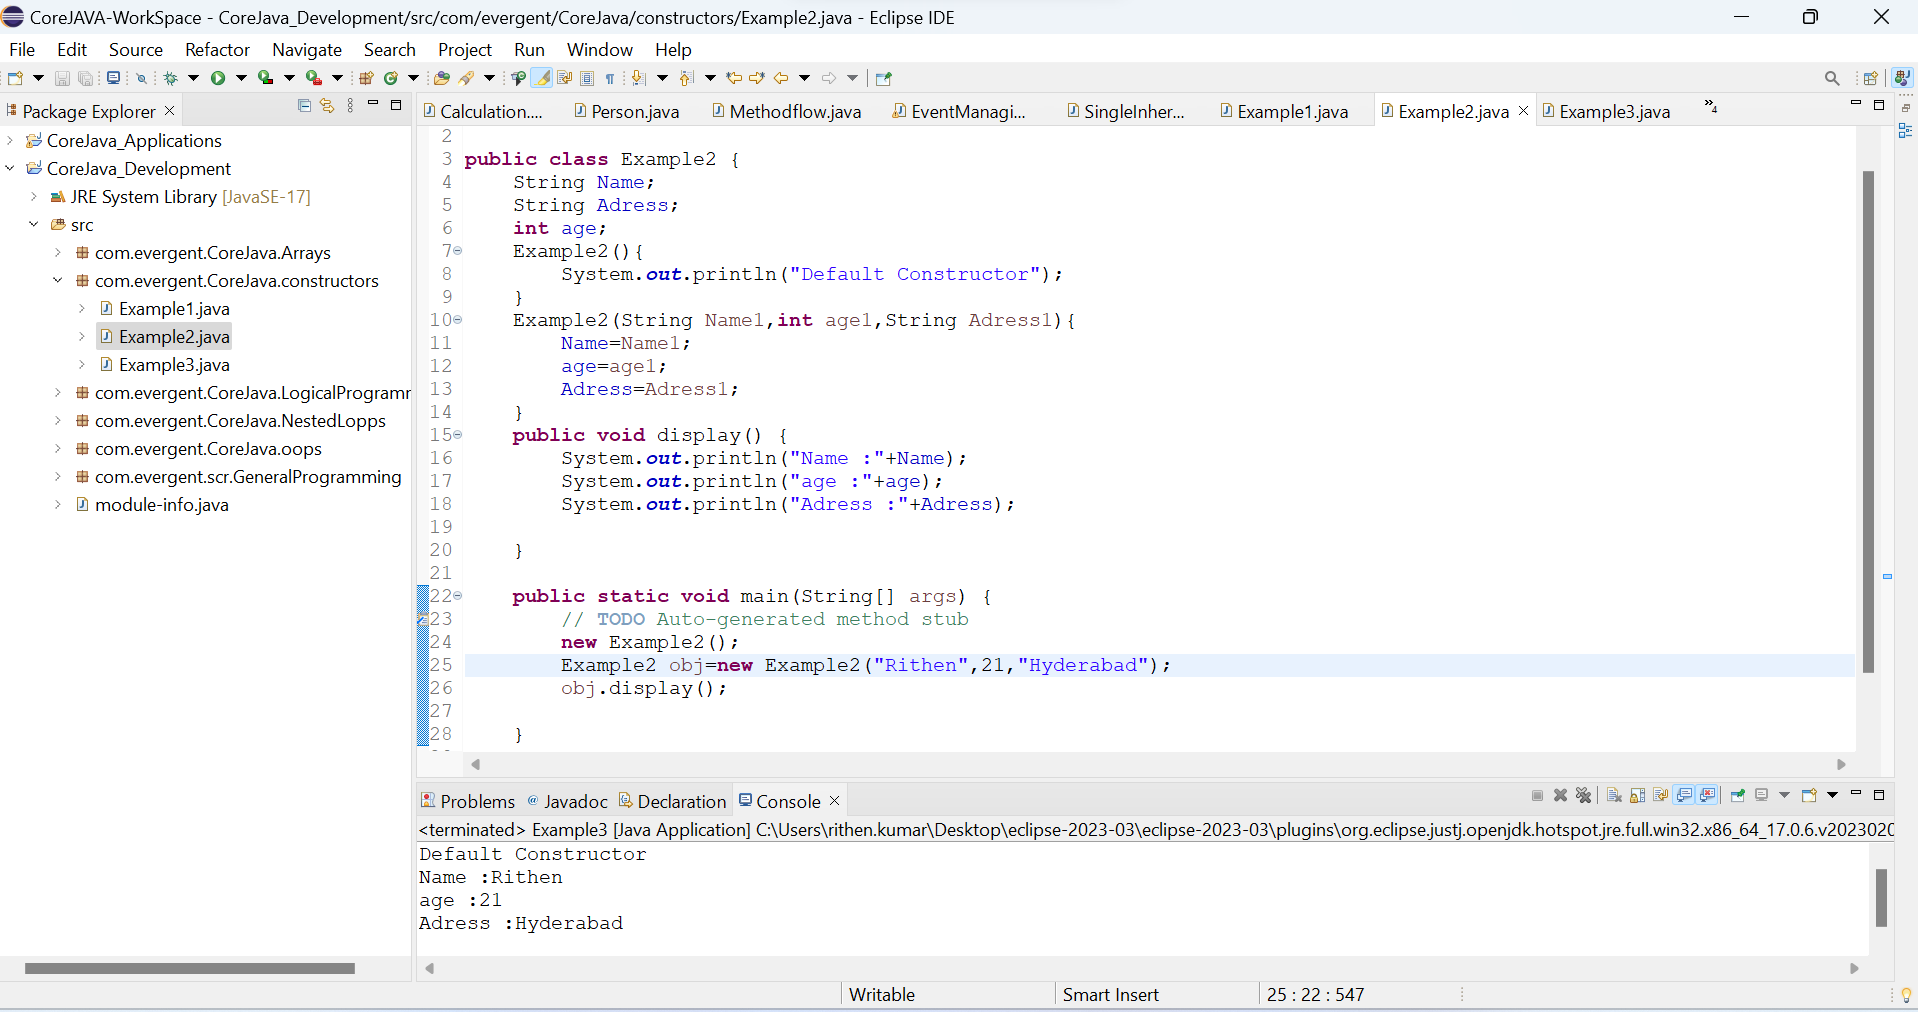 CoreJAVA-WorkSpace - CoreJava_Development/src/com/evergent/CoreJava/constructors/Example2.java - Eclipse IDE
File Edit Source Refactor Navigate Search Project Run Window Help
Package Explorer
CoreJava_Applications
CoreJava_Development
JRE System Library [JavaSE-17]
src
com.evergent.CoreJava.Arrays
com.evergent.CoreJava.constructors
Example1.java
Example2.java
Example3.java
com.evergent.CoreJava.LogicalProgramm
com.evergent.CoreJava.NestedLopps
com.evergent.CoreJava.oops
com.evergent.scr.GeneralProgramming
module-info.java
Calculation.... Person.java Methodflow.java EventManagi... SingleInher... Example1.java Example2.java Example3.java »4
2
3 public class Example2 {
4     String Name;
5     String Adress;
6     int age;
7     Example2(){
8         System.out.println("Default Constructor");
9     }
10     Example2(String Name1,int age1,String Adress1){
11         Name=Name1;
12         age=age1;
13         Adress=Adress1;
14     }
15     public void display() {
16         System.out.println("Name :"+Name);
17         System.out.println("age :"+age);
18         System.out.println("Adress :"+Adress);
19
20     }
21
22     public static void main(String[] args) {
23         // TODO Auto-generated method stub
24         new Example2();
25         Example2 obj=new Example2("Rithen",21,"Hyderabad");
26         obj.display();
27
28     }
Problems Javadoc Declaration Console
<terminated> Example3 [Java Application] C:\Users\rithen.kumar\Desktop\eclipse-2023-03\eclipse-2023-03\plugins\org.eclipse.justj.openjdk.hotspot.jre.full.win32.x86_64_17.0.6.v2023020
Default Constructor
Name :Rithen
age :21
Adress :Hyderabad
Writable Smart Insert 25 : 22 : 547